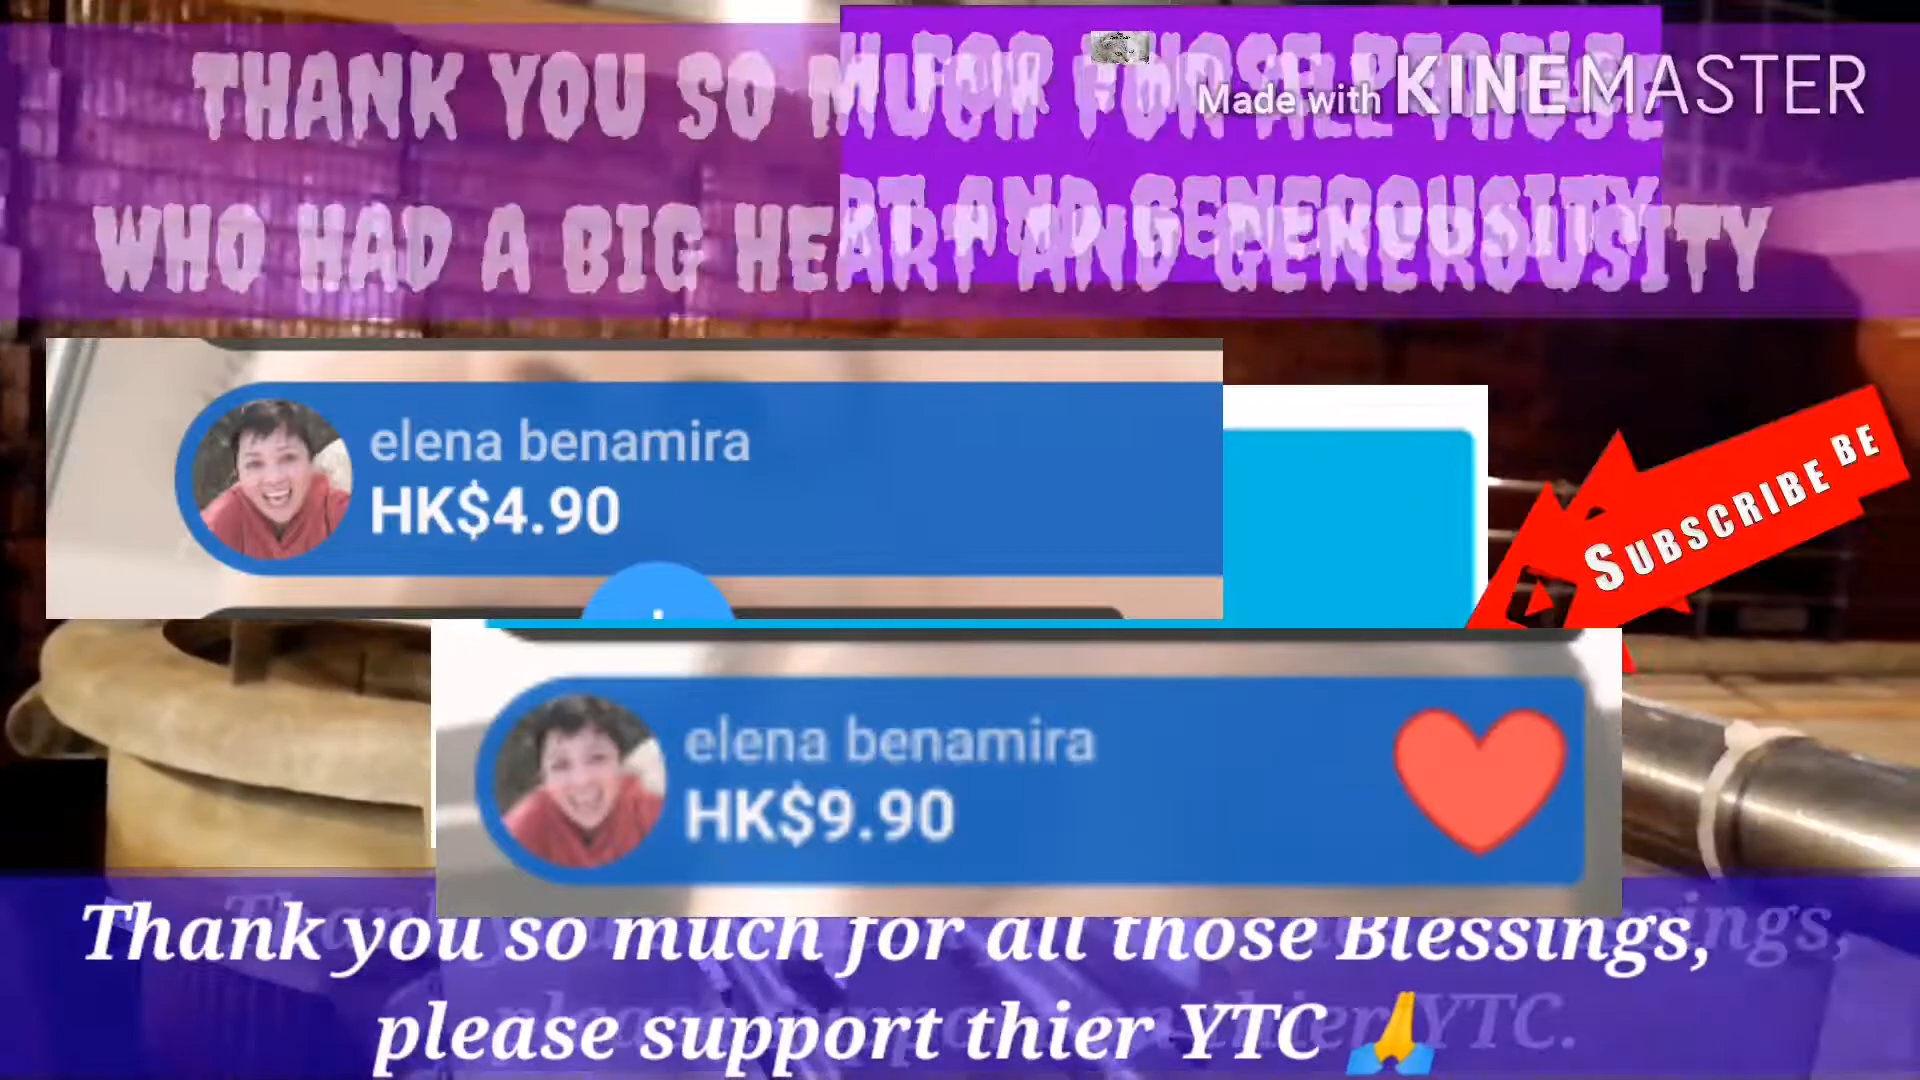 THANK YOU SO MUCH FOR ALL THOSE
WHO HAD A BIG HEART AND GENEROUSITY
Made with KINEMASTER
elena benamira
HK$4.90
SUBSCRIBE BE
elena benamira
HK$9.90
Thank you so much for all those Blessings,
please support thier YTC 🙏